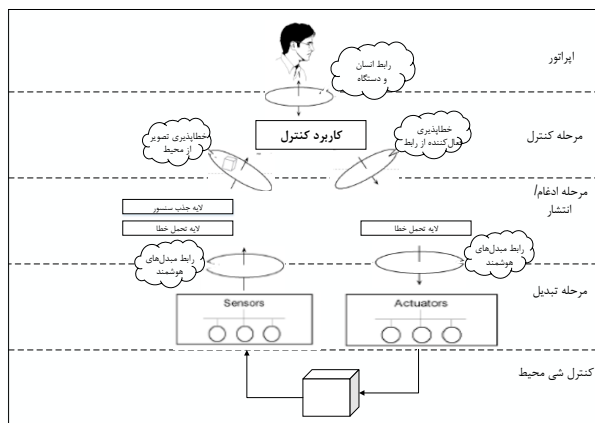 اپراتور
رابط انسان
و دستگاه
مرحله کنترل
کاربرد کنترل
خطاپذیری
فعال‌کننده از رابط
خطاپذیری تصویر
از محیط
مرحله ادغام/
انتشار
لایه جذب سنسور
لایه تحمل خطا
لایه تحمل خطا
رابط مبدل‌های
هوشمند
رابط مبدل‌های
هوشمند
مرحله تبدیل
Actuators
Sensors
کنترل شی محیط